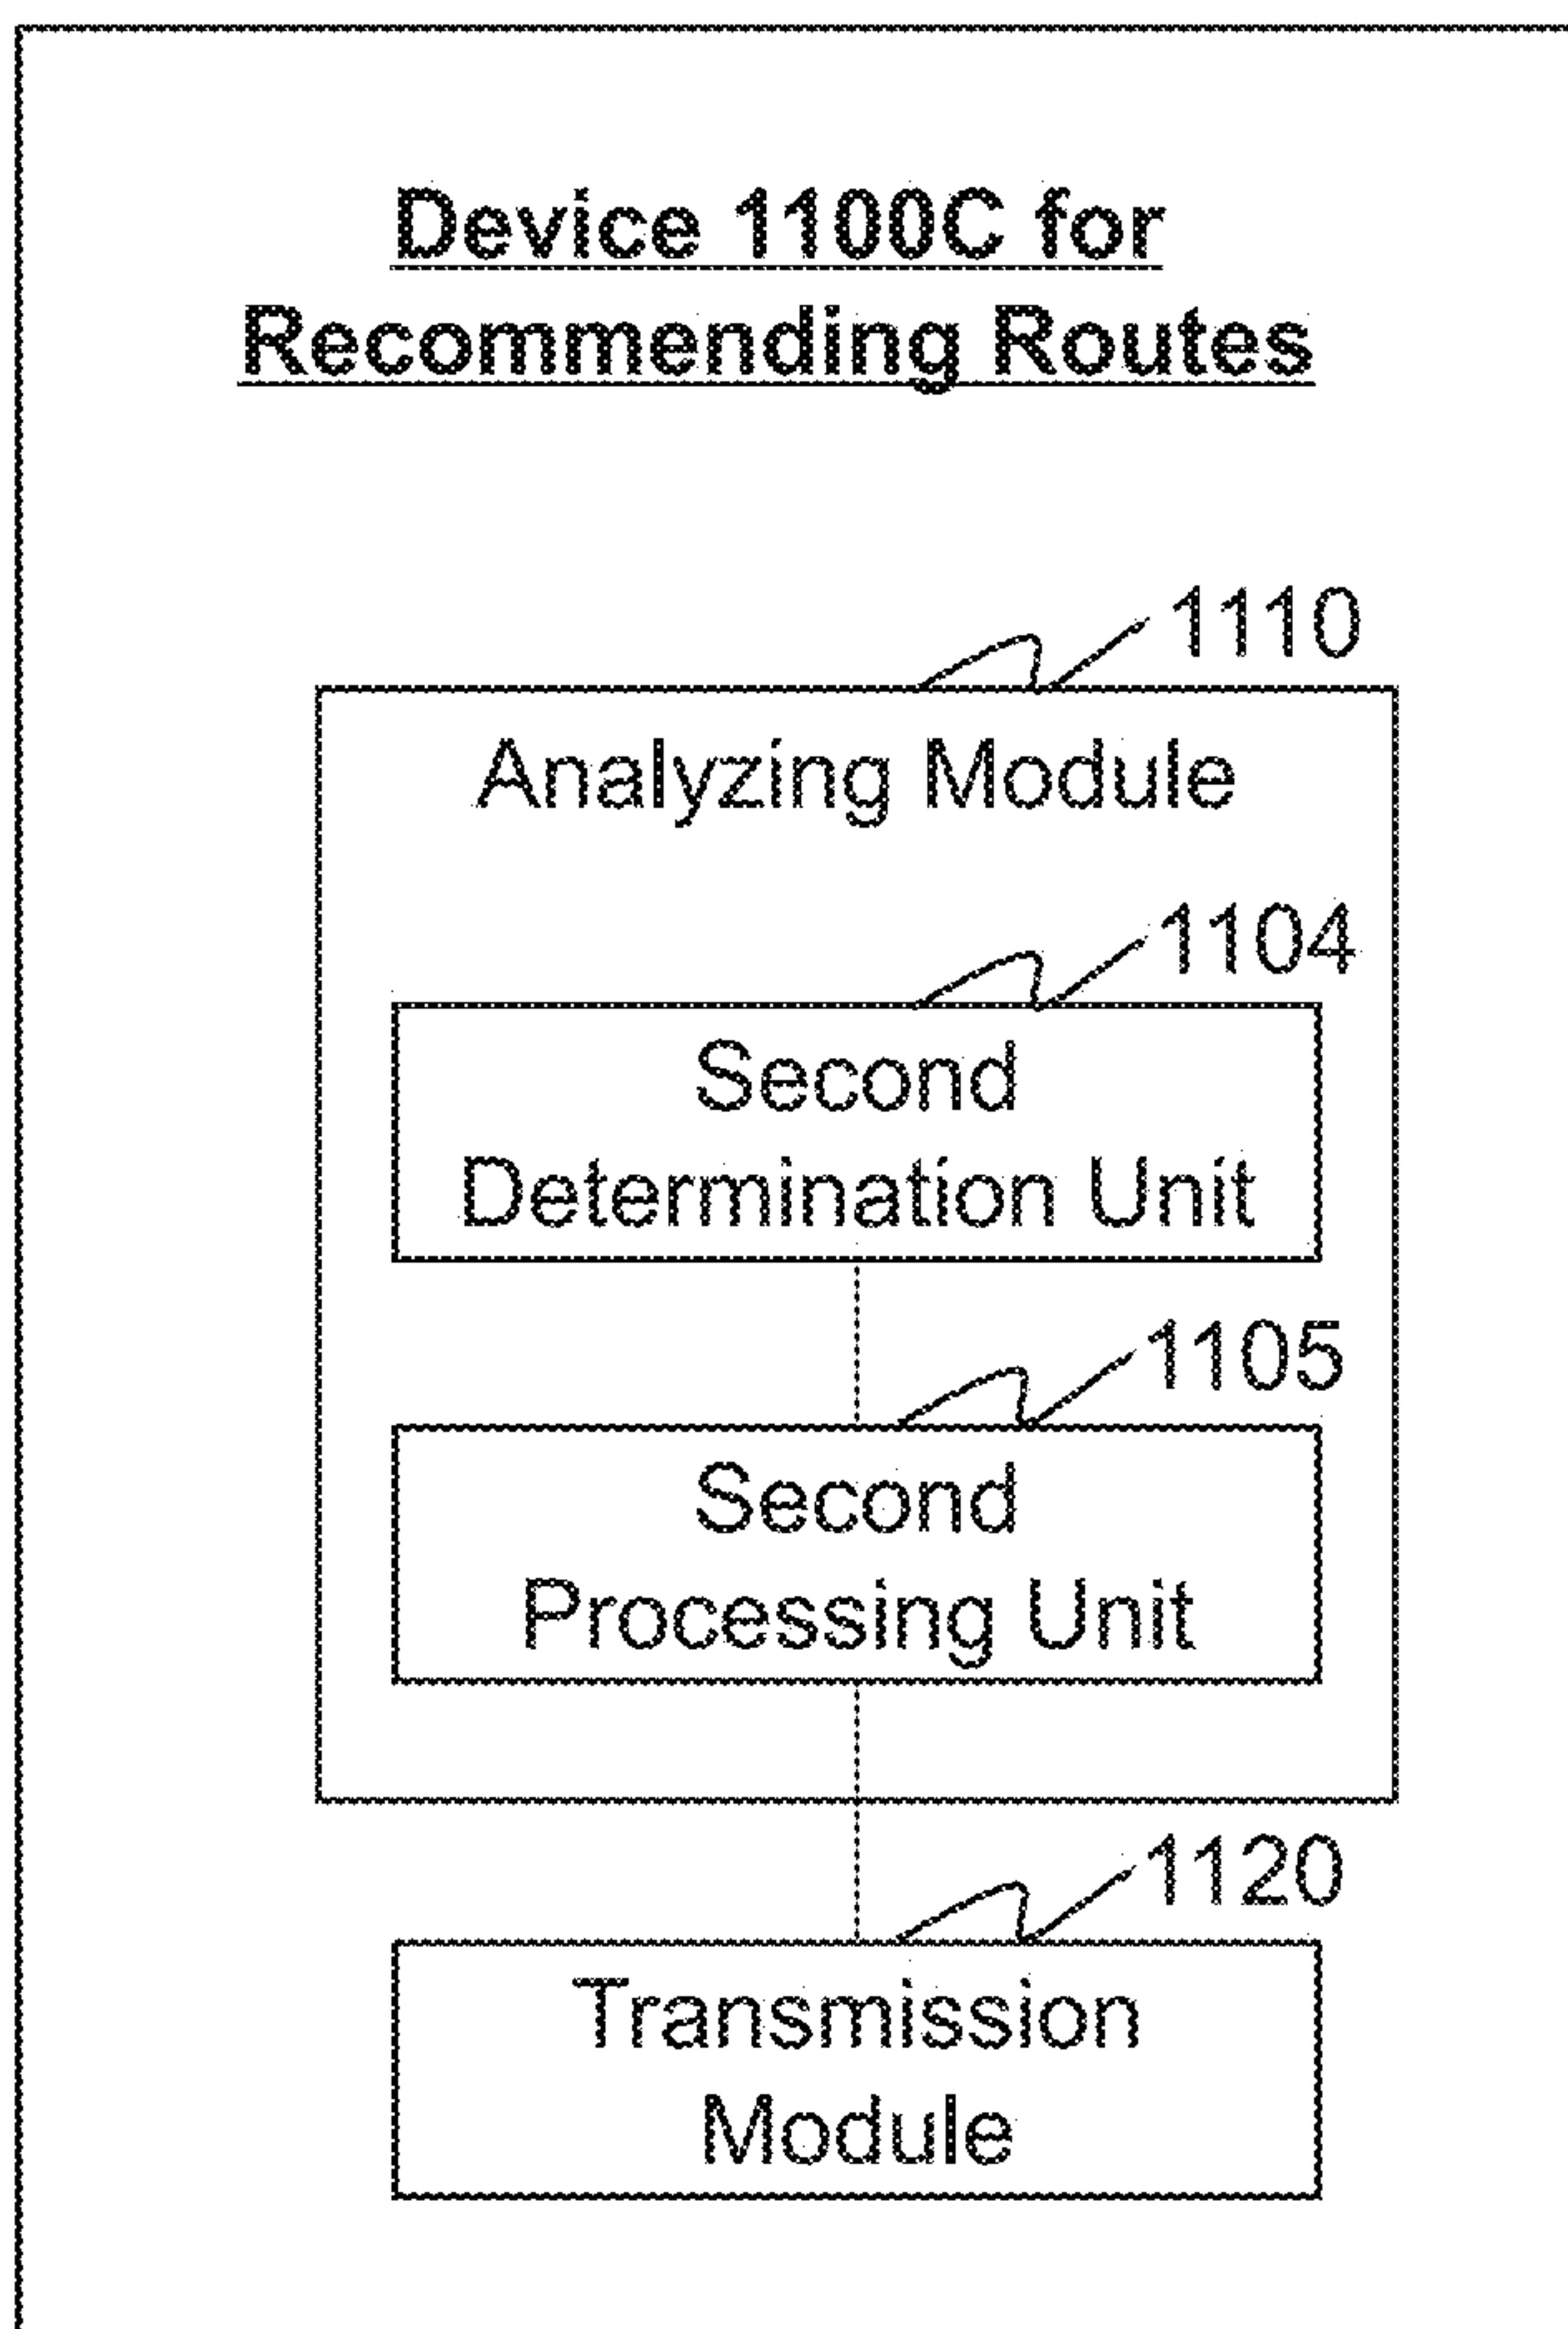 Device 1100C for
Recommending Routes
1110
Analyzing Module
1104
Second
Determination Unit
1105
Second
Processing Unit
1120
Transmission
Module